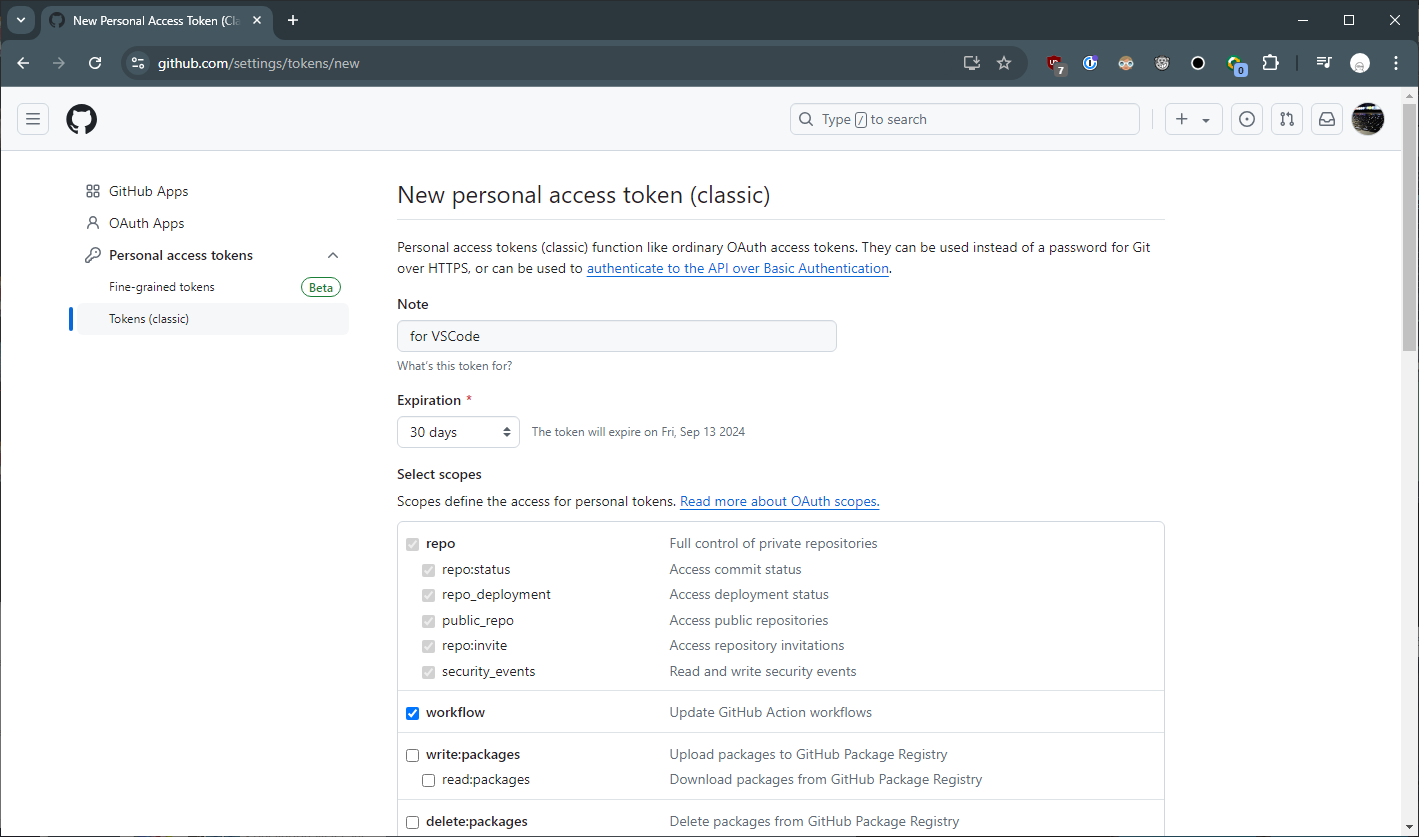 New Personal Access Token (Cla
github.com/settings/tokens/new
7
0
Type / to search
GitHub Apps
OAuth Apps
Personal access tokens
Fine-grained tokens
Beta
Tokens (classic)
New personal access token (classic)
Personal access tokens (classic) function like ordinary OAuth access tokens. They can be used instead of a password for Git
over HTTPS, or can be used to authenticate to the API over Basic Authentication.
Note
for VSCode
What's this token for?
Expiration *
30 days
The token will expire on Fri, Sep 13 2024
Select scopes
Scopes define the access for personal tokens. Read more about OAuth scopes.
repo Full control of private repositories
repo:status Access commit status
repo_deployment Access deployment status
public_repo Access public repositories
repo:invite Access repository invitations
security_events Read and write security events
workflow Update GitHub Action workflows
write:packages Upload packages to GitHub Package Registry
read:packages Download packages from GitHub Package Registry
delete:packages Delete packages from GitHub Package Registry